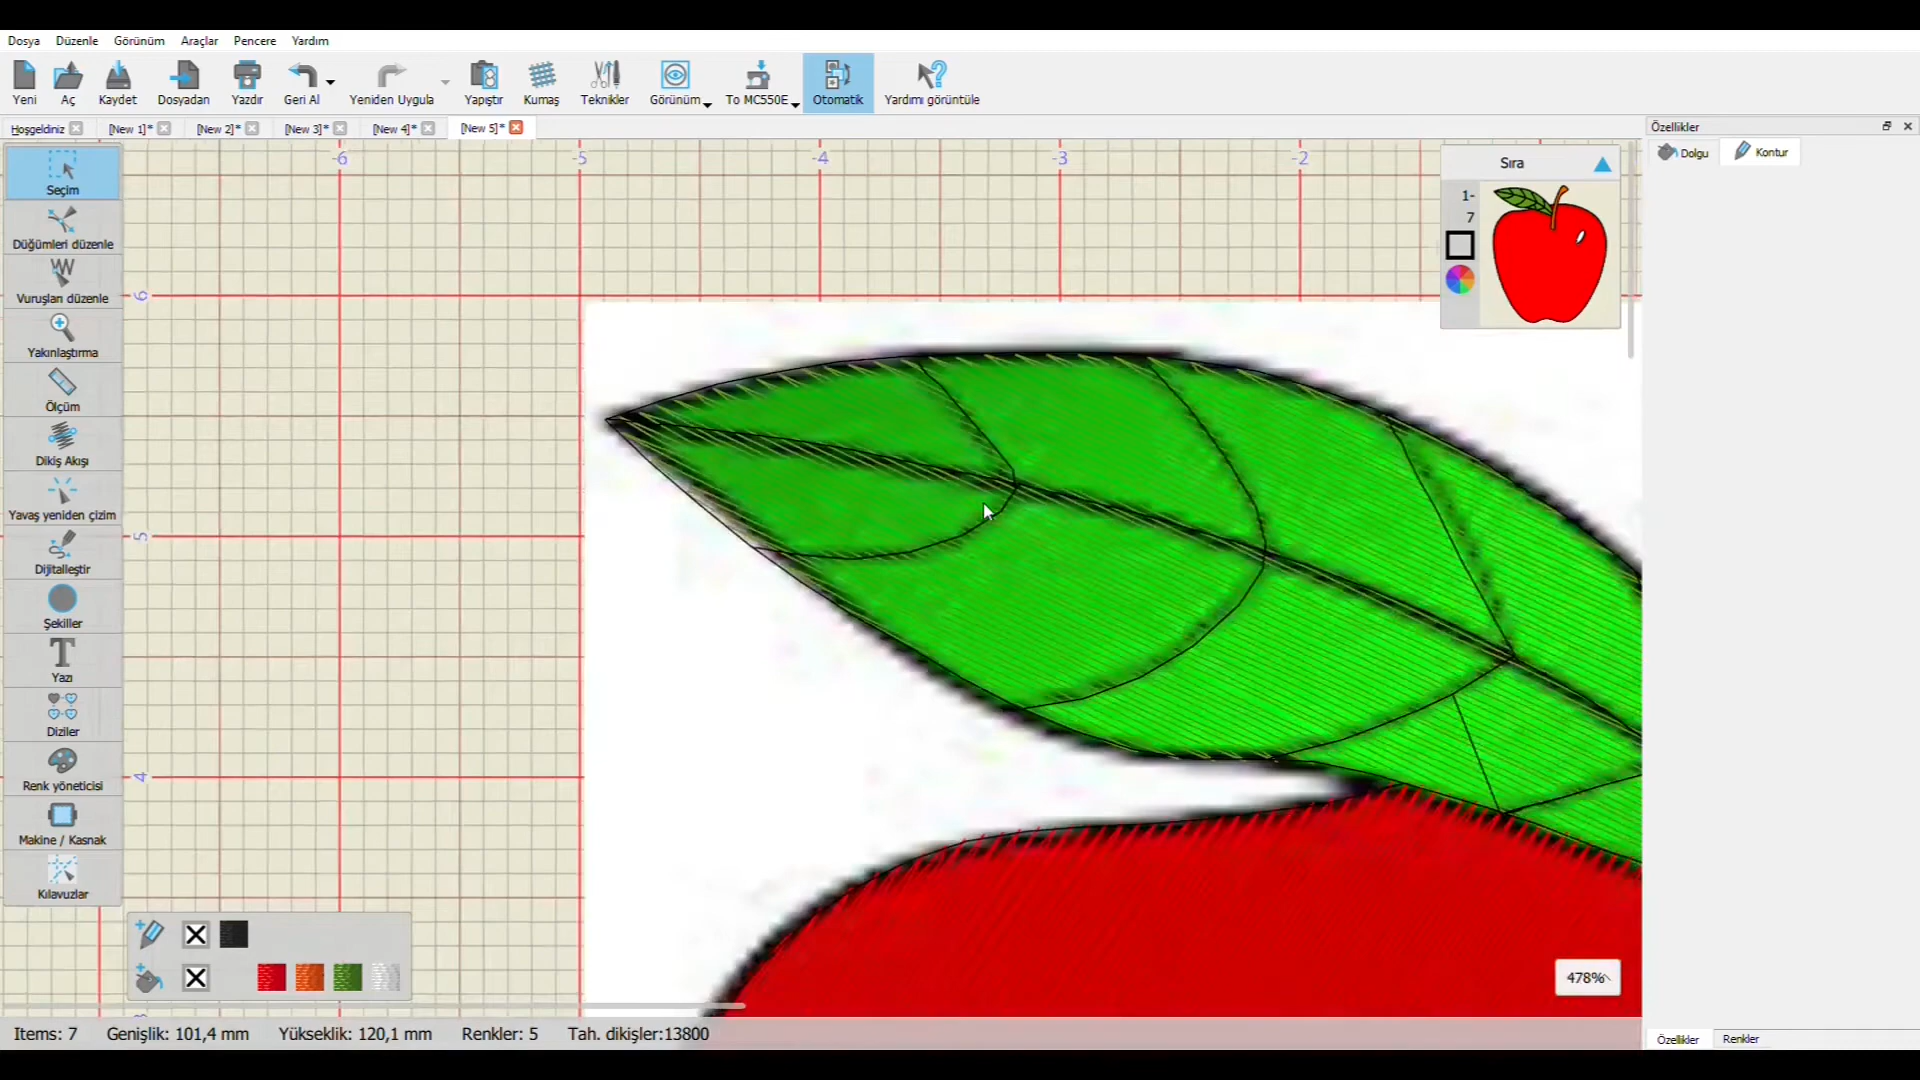 Dosya Düzenle Görünüm Araçlar Pencere Yardım
Yeni Aç Kaydet Dosyadan Yazdır Geri Al Yeniden Uygula Yapıştır Kumaş Teknikler Görünüm To MC550E Otomatik Yardımı görüntüle
Hoşgeldiniz [New 1]* [New 2]* [New 3]* [New 4]* [New 5]*
Özellikler
Dolgu Kontur
-6 -5 -4 -3 -2
Sıra
1-
7
Seçim
Düğümleri düzenle
Vuruşları düzenle
6
Yakınlaştırma
Ölçüm
Dikiş Akışı
Yavaş yeniden çizim
5
Dijitalleştir
Şekiller
Yazı
Diziler
Renk yöneticisi
4
Makine / Kasnak
Kılavuzlar
478%
Items: 7 Genişlik: 101,4 mm Yükseklik: 120,1 mm Renkler: 5 Tah. dikişler:13800
Özellikler Renkler